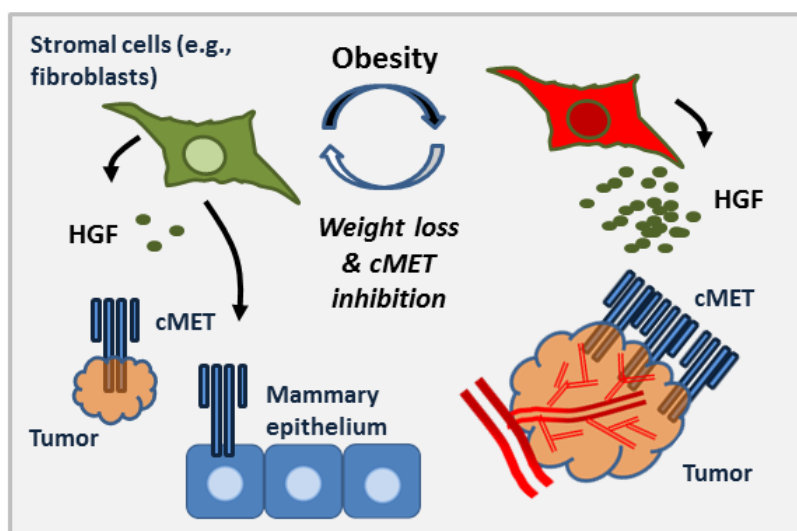 Stromal cells (e.g.,
fibroblasts)
Obesity
HGF
HGF
Weight loss
& cMET
inhibition
cMET
cMET
Mammary
epithelium
Tumor
Tumor